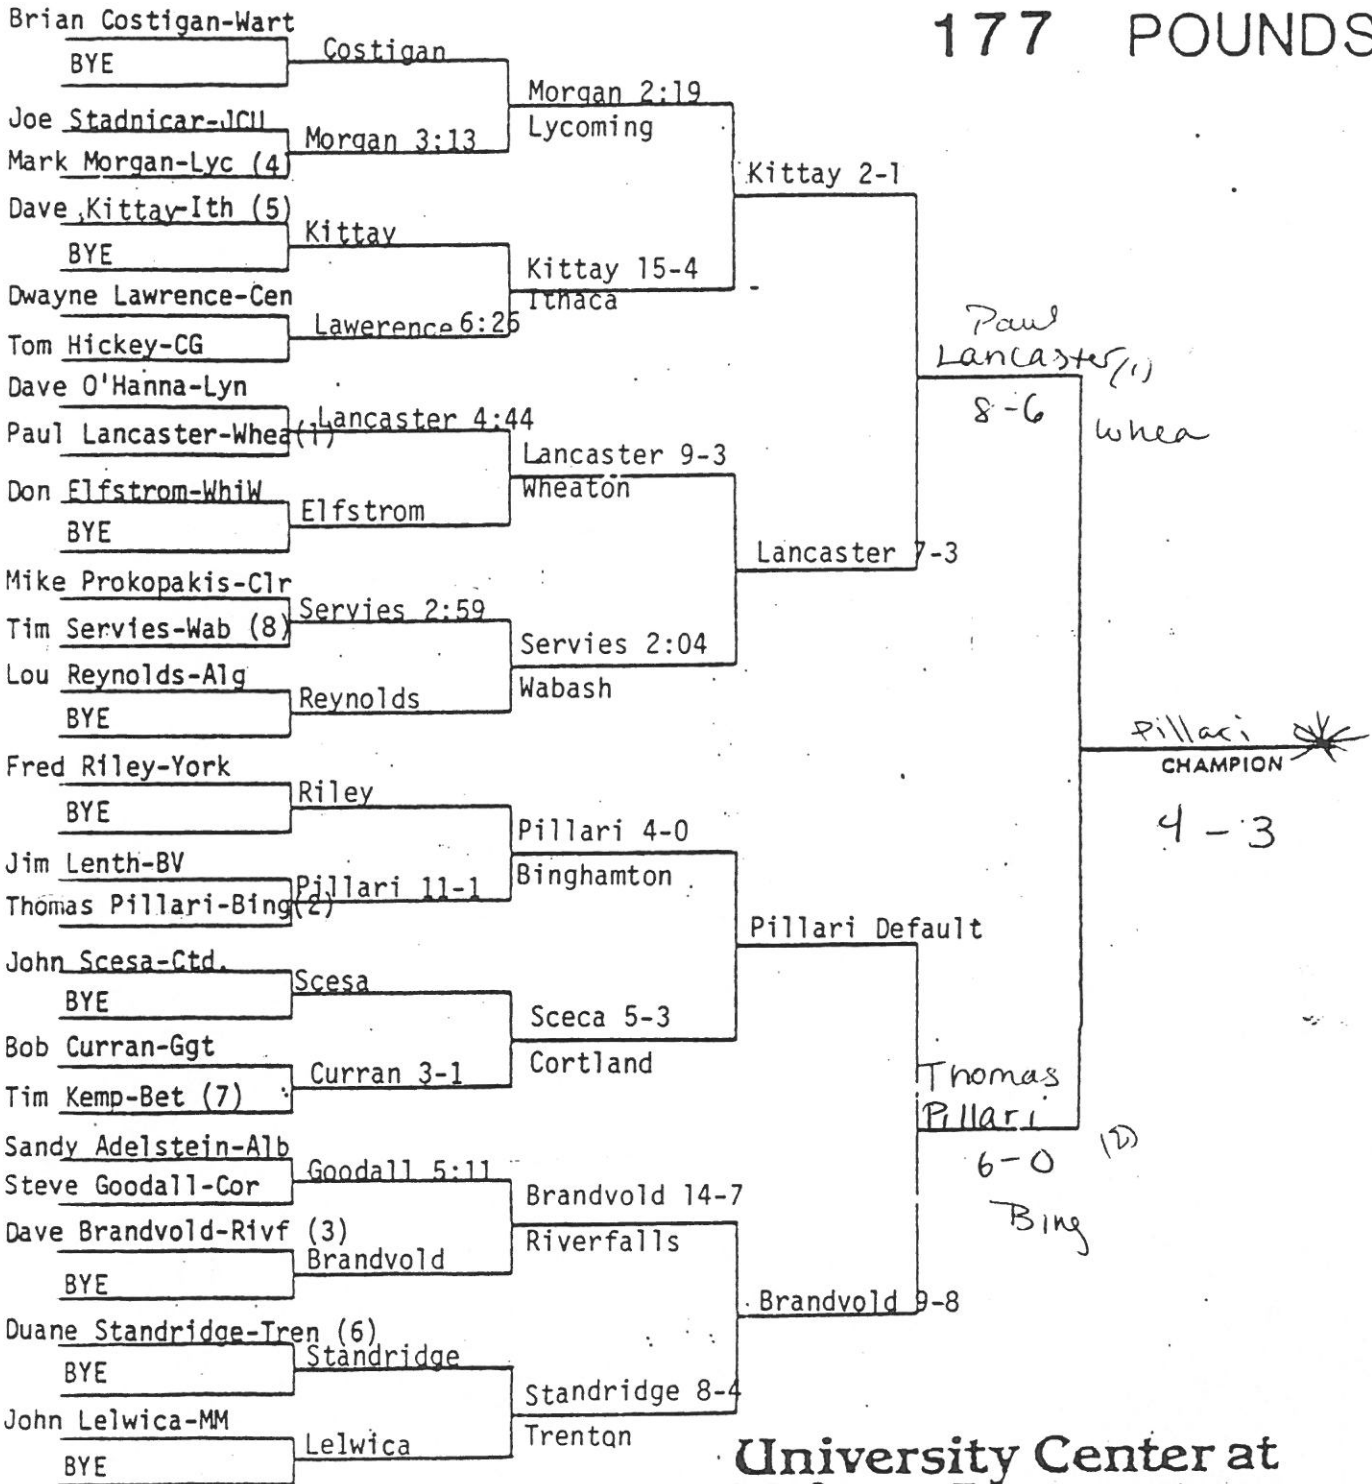 177 POUNDS
Brian Costigan-Wart
BYE
Joe Stadnicar-JCU
Mark Morgan-Lyc (4)
Dave Kittay-Ith (5)
BYE
Dwayne Lawrence-Cen
Tom Hickey-CG
Dave O'Hanna-Lyn
Paul Lancaster-Whea(1)
Don Elfstrom-WhiW
BYE
Mike Prokopakis-Clr
Tim Servies-Wab (8)
Lou Reynolds-Alg
BYE
Fred Riley-York
BYE
Jim Lenth-BV
Thomas Pillari-Bing(2)
John Scesa-Ctd.
BYE
Bob Curran-Ggt
Tim Kemp-Bet (7)
Sandy Adelstein-Alb
Steve Goodall-Cor
Dave Brandvold-Rivf (3)
BYE
Duane Standridge-Tren (6)
BYE
John Lelwica-MM
BYE
Costigan
Morgan 3:13
Kittay
Lawerence 6:26
Lancaster 4:44
Elfstrom
Servies 2:59
Reynolds
Riley
Pillari 11-1
Scesa
Curran 3-1
Goodall 5:11
Brandvold
Standridge
Lelwica
Morgan 2:19
Lycoming
Kittay 15-4
Ithaca
Lancaster 9-3
Wheaton
Servies 2:04
Wabash
Pillari 4-0
Binghamton
Sceca 5-3
Cortland
Brandvold 14-7
Riverfalls
Standridge 8-4
Trenton
Kittay 2-1
Lancaster 7-3
Pillari Default
Brandvold 9-8
Paul
Lancaster (1)
8-6
Whea
Thomas
Pillari
6-0 (2)
Bing
Pillari
CHAMPION
4-3
University Center at